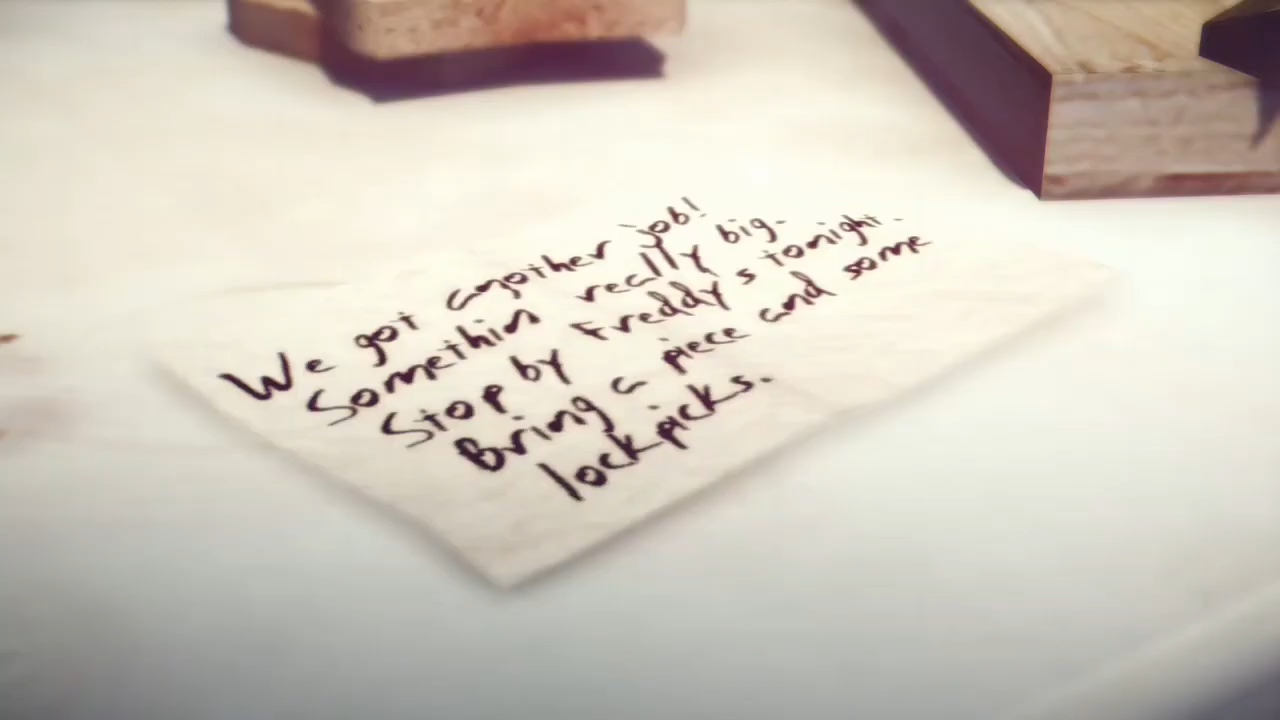 We got another job!
Somethin really big.
Stop by Freddy's tonight.
Bring a piece and some
lockpicks.